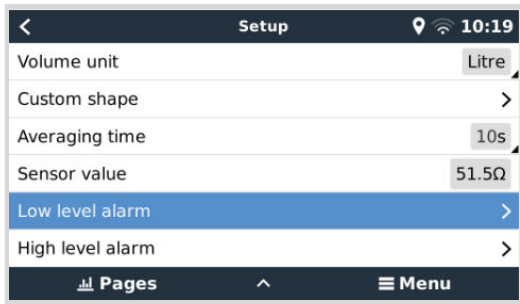 Setup 10:19
Volume unit Litre
Custom shape
Averaging time 10s
Sensor value 51.5Ω
Low level alarm
High level alarm
Pages Menu